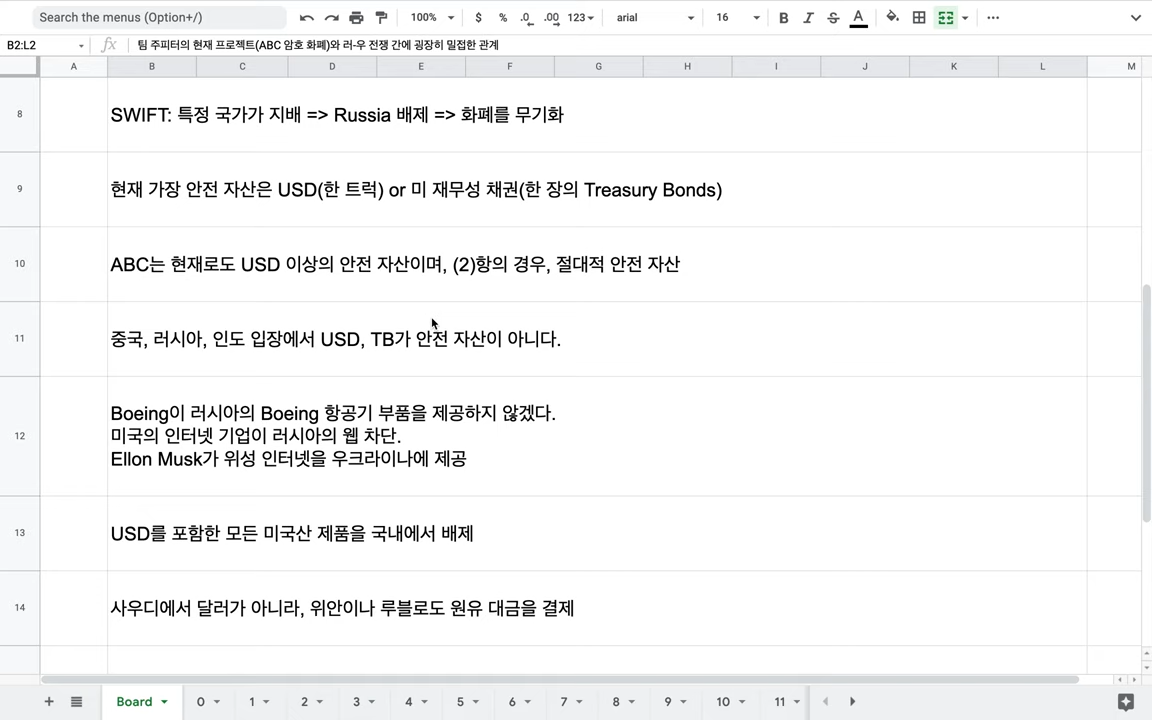 Search the menus (Option+/)
100%
$ % .0 .00 123
arial
16
B I S A
B2:L2
fx
팀 주피터의 현재 프로젝트(ABC 암호 화폐)와 러-우 전쟁 간에 굉장히 밀접한 관계
A B C D E F G H I J K L M
8 SWIFT: 특정 국가가 지배 => Russia 배제 => 화폐를 무기화
9 현재 가장 안전 자산은 USD(한 트럭) or 미 재무성 채권(한 장의 Treasury Bonds)
10 ABC는 현재로도 USD 이상의 안전 자산이며, (2)항의 경우, 절대적 안전 자산
11 중국, 러시아, 인도 입장에서 USD, TB가 안전 자산이 아니다.
Boeing이 러시아의 Boeing 항공기 부품을 제공하지 않겠다.
12 미국의 인터넷 기업이 러시아의 웹 차단.
Ellon Musk가 위성 인터넷을 우크라이나에 제공
13 USD를 포함한 모든 미국산 제품을 국내에서 배제
14 사우디에서 달러가 아니라, 위안이나 루블로도 원유 대금을 결제
Board 0 1 2 3 4 5 6 7 8 9 10 11